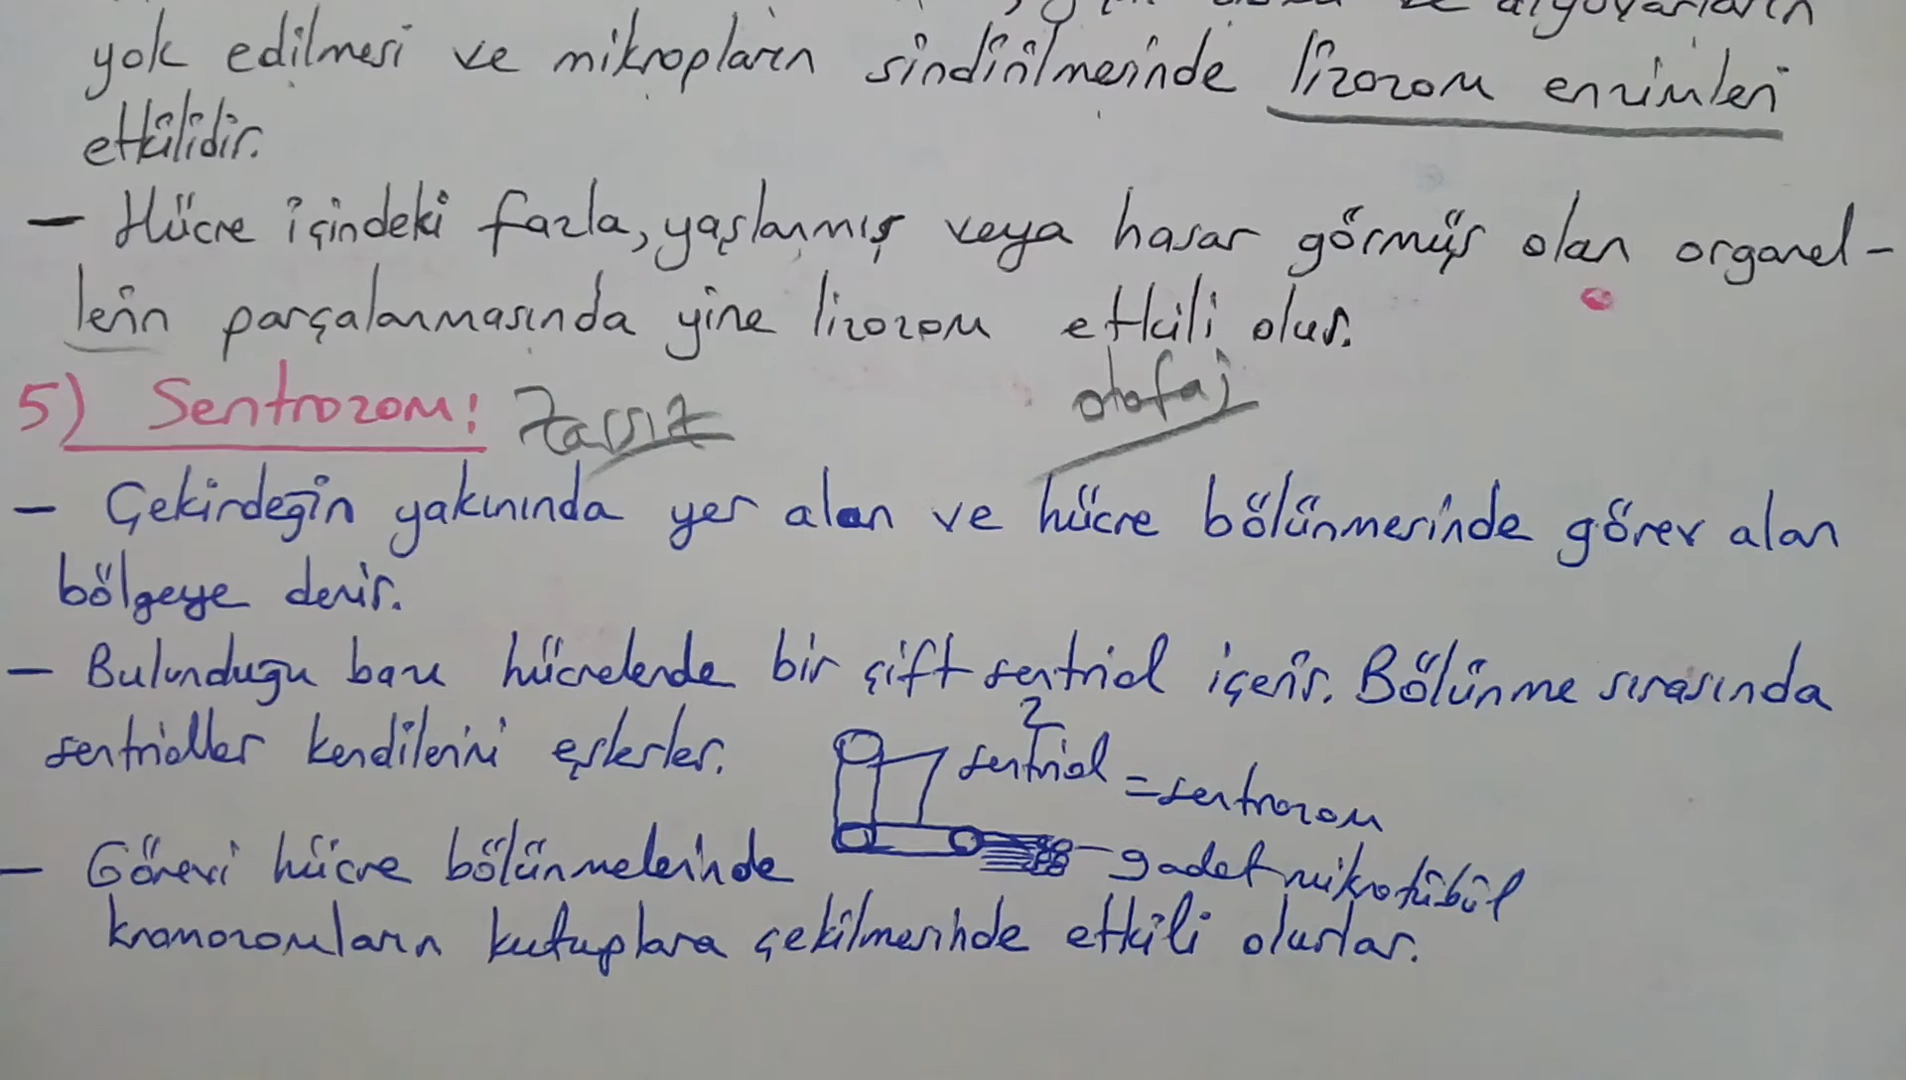 ve alyuvarların
yok edilmesi ve mikropların sindirilmesinde lizozom enzimleri
etkilidir.
- Hücre içindeki fazla, yaşlanmış veya hasar görmüş olan organel-
lerin parçalanmasında yine lizozom etkili olur.
otofaj
5) Sentrozom: Zarsız
- Çekirdeğin yakınında yer alan ve hücre bölünmesinde görev alan
bölgeye denir.
- Bulunduğu bazı hücrelerde bir çift sentriol içerir. Bölünme sırasında
sentrioller kendilerini eşlerler.
2 sentriol = sentrozom
9 adet mikrotübül
- Görevi hücre bölünmelerinde
kromozomların kutuplara çekilmesinde etkili olurlar.